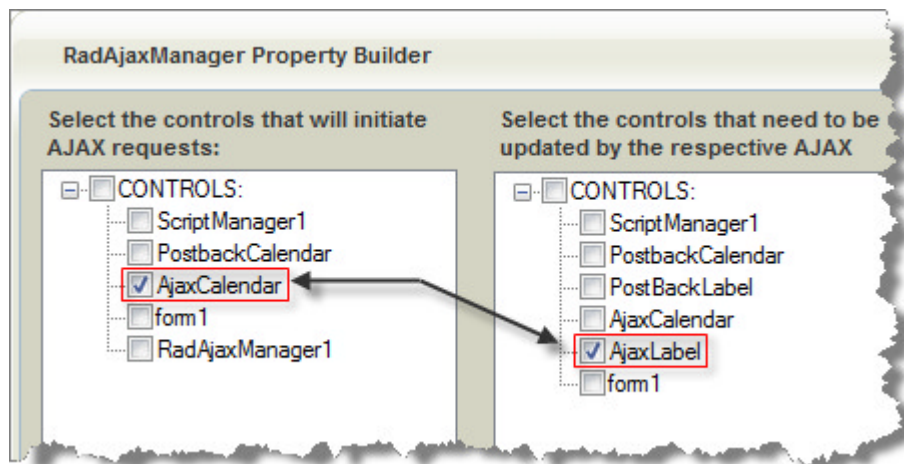 RadAjaxManager Property Builder
Select the controls that will initiate
AJAX requests:
CONTROLS:
ScriptManager1
PostbackCalendar
AjaxCalendar
form1
RadAjaxManager1
Select the controls that need to be
updated by the respective AJAX
CONTROLS:
ScriptManager1
PostbackCalendar
PostBackLabel
AjaxCalendar
AjaxLabel
form1